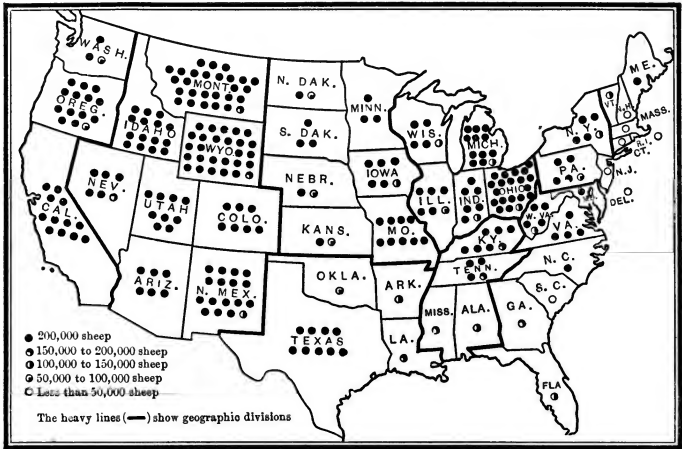 WASH.
MONT.
N. DAK.
MINN.
ME.
OREG.
IDAHO
WYO.
S. DAK.
WIS.
MICH.
N.Y.
VT.
N.H.
MASS.
R.I.
CT.
NEV.
UTAH
COLO.
NEBR.
IOWA
ILL.
IND.
OHIO
PA.
N.J.
DEL.
CAL.
KANS.
MO.
KY.
W. VA.
VA.
ARIZ.
N. MEX.
OKLA.
ARK.
TENN.
N. C.
S. C.
TEXAS
LA.
MISS.
ALA.
GA.
FLA
200,000 sheep
150,000 to 200,000 sheep
100,000 to 150,000 sheep
50,000 to 100,000 sheep
Less than 50,000 sheep
The heavy lines (━) show geographic divisions